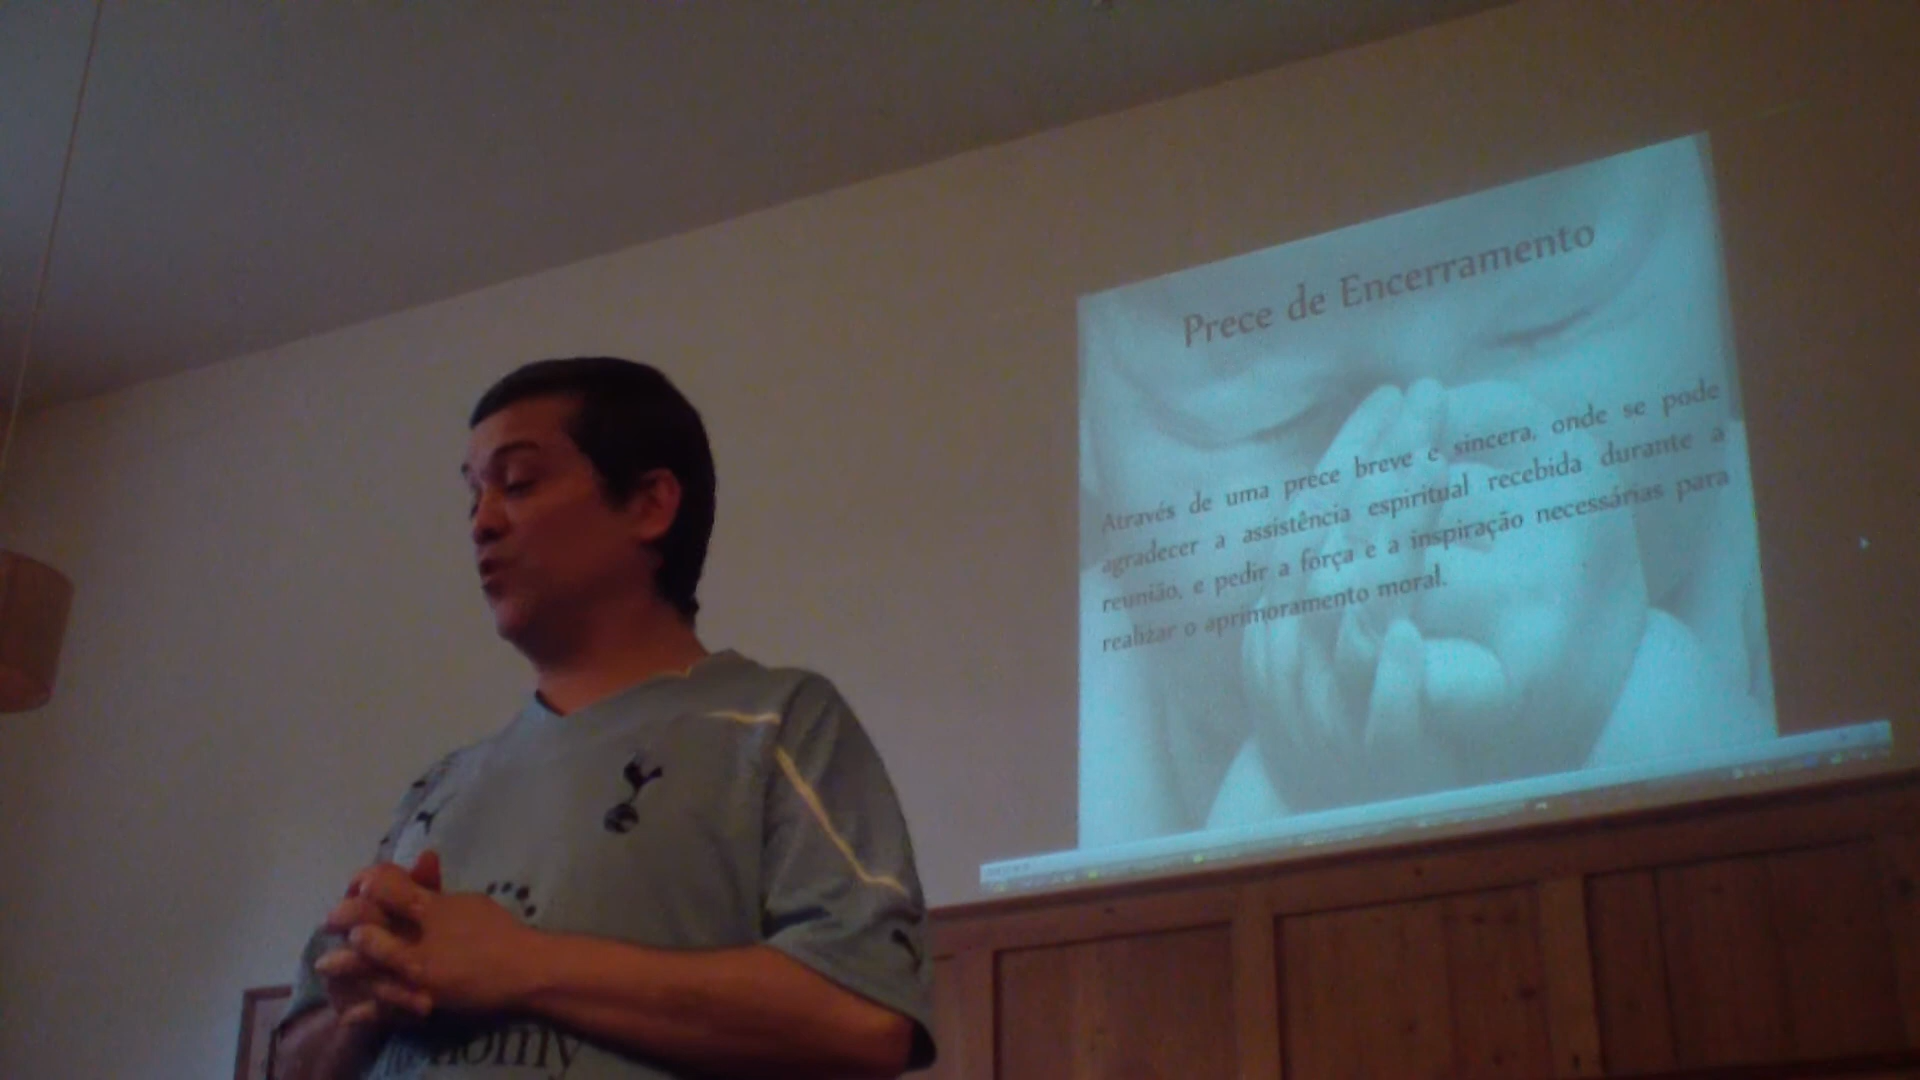 Prece de Encerramento
Através de uma prece breve e sincera, onde se pode
agradecer a assistência espiritual recebida durante a
reunião, e pedir a força e a inspiração necessárias para
realizar o aprimoramento moral.